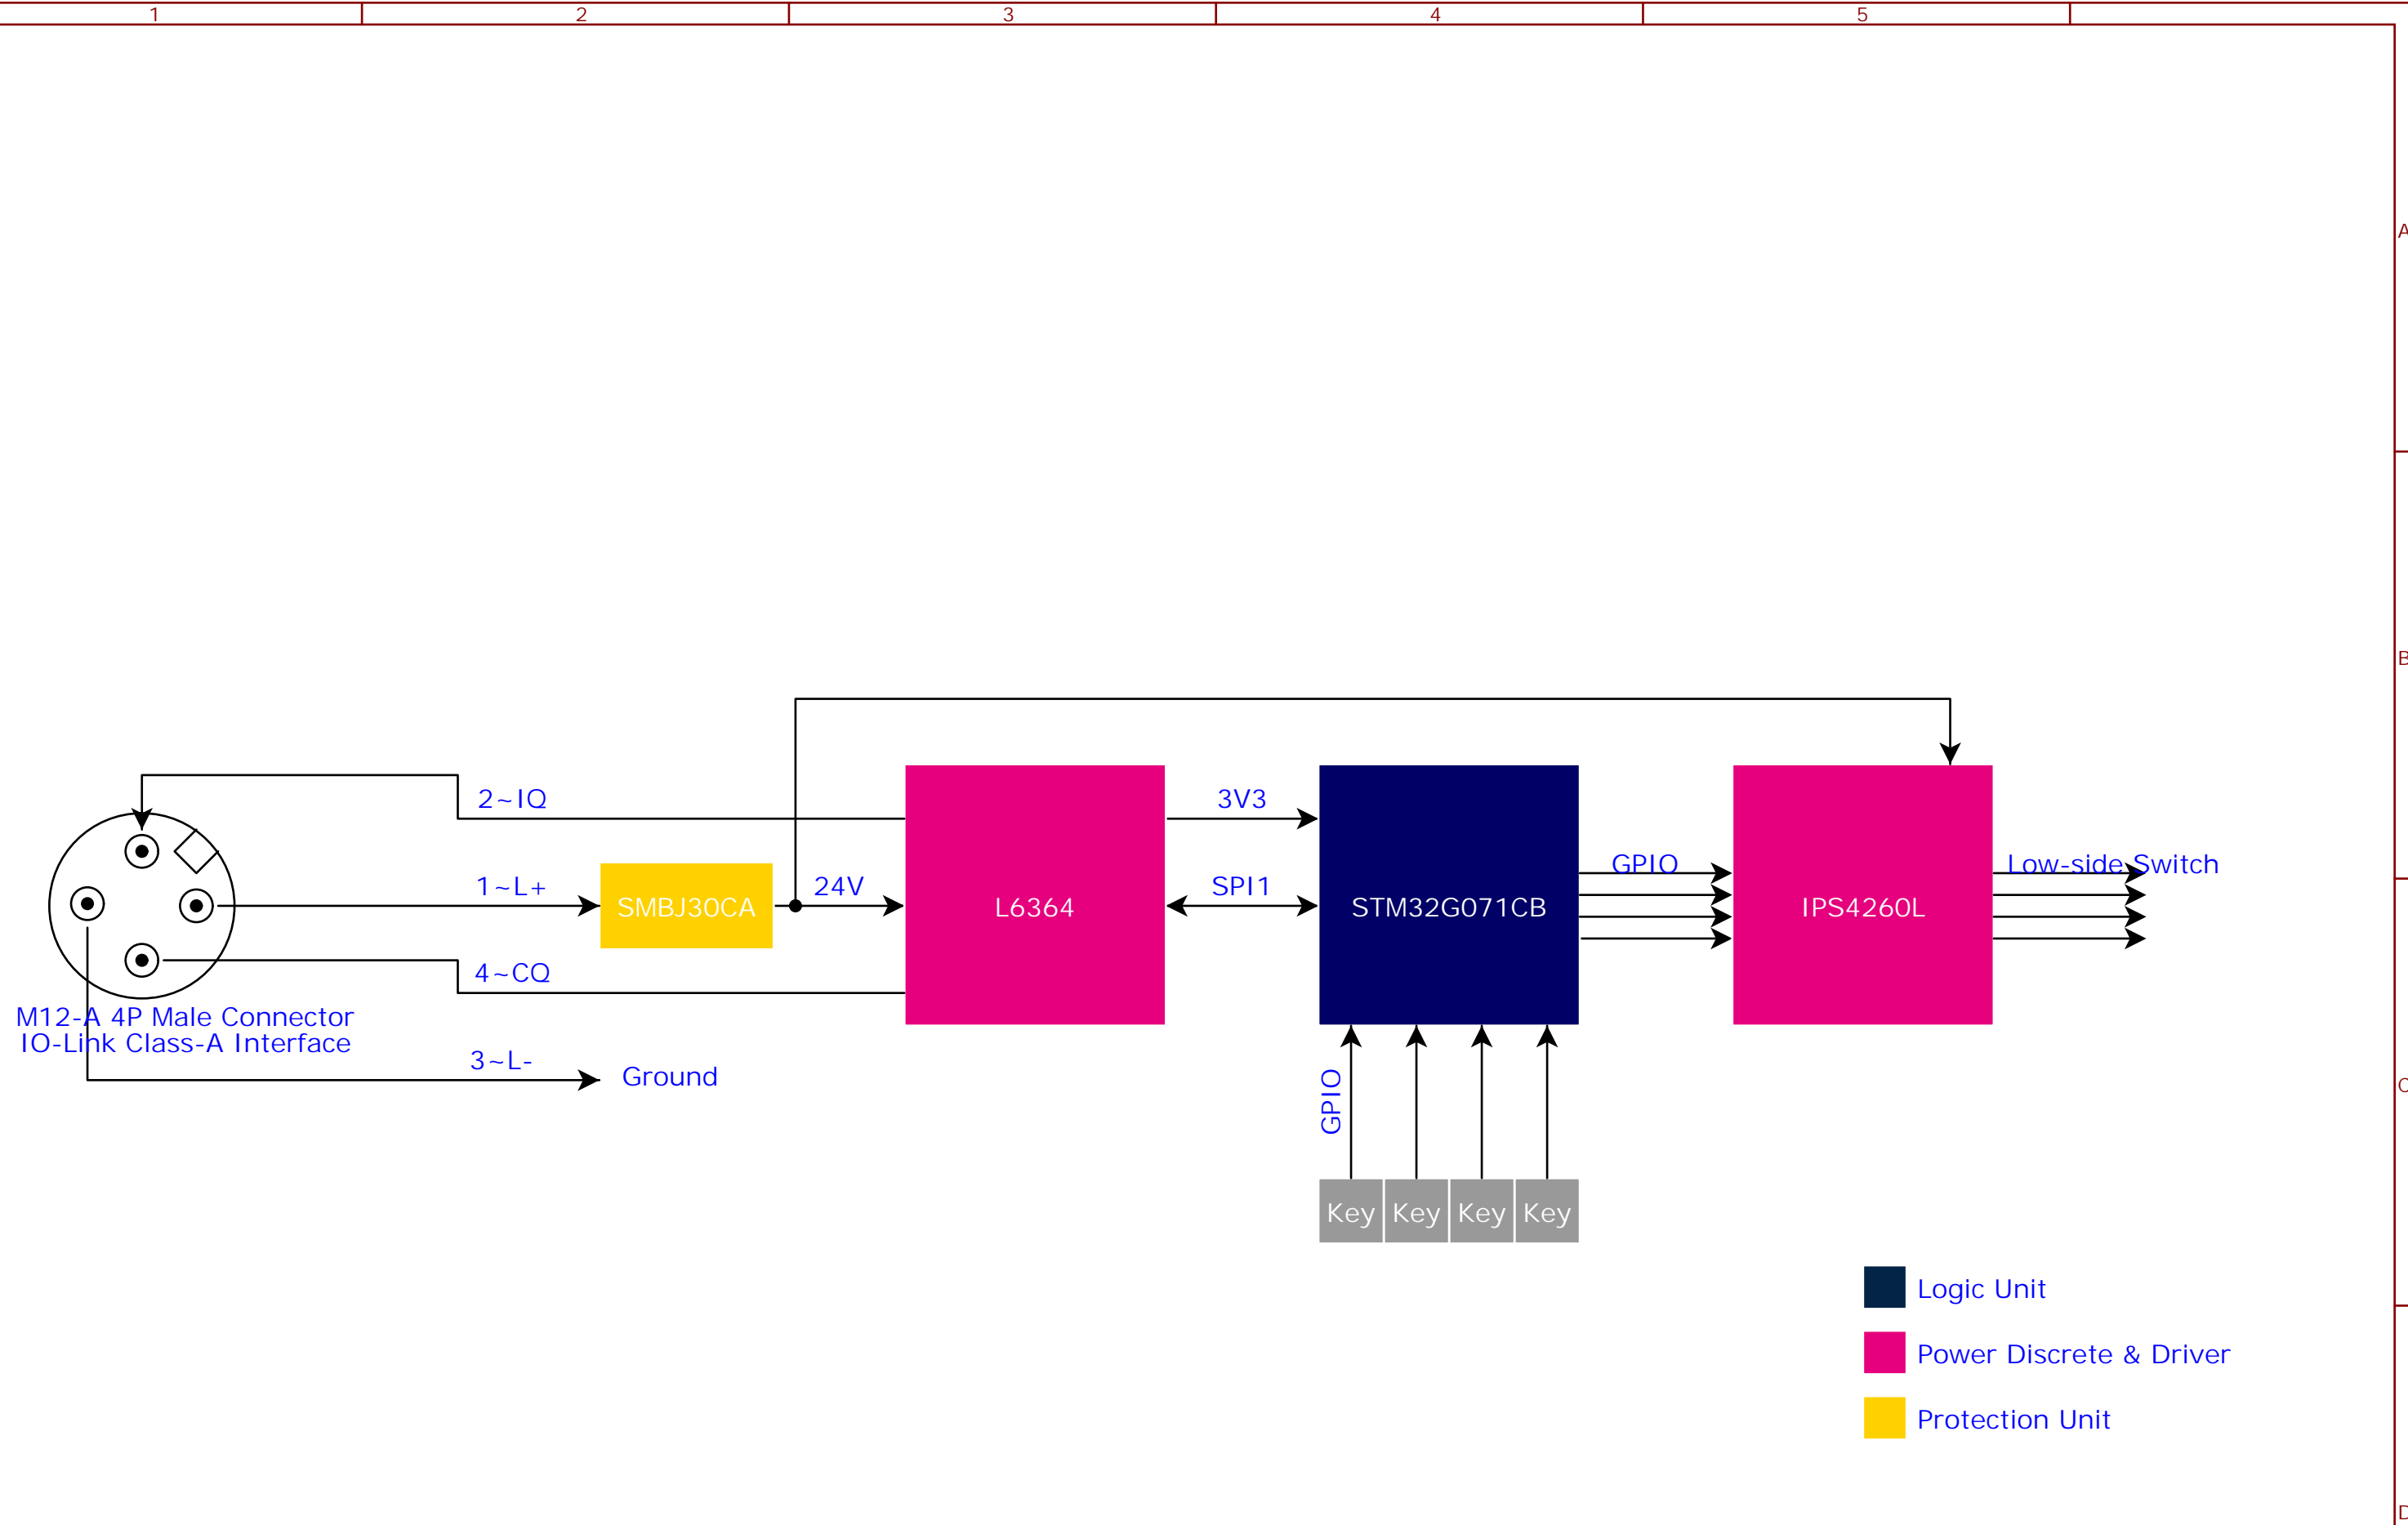 1 2 3 4 5
A
B
2~IQ
3V3
1~L+
SMBJ30CA
24V
L6364
SPI1
STM32G071CB
GPIO
IPS4260L
Low-side Switch
4~CQ
M12-A 4P Male Connector
IO-Link Class-A Interface
3~L-
Ground
GPIO
C
Key Key Key Key
Logic Unit
Power Discrete & Driver
Protection Unit
D